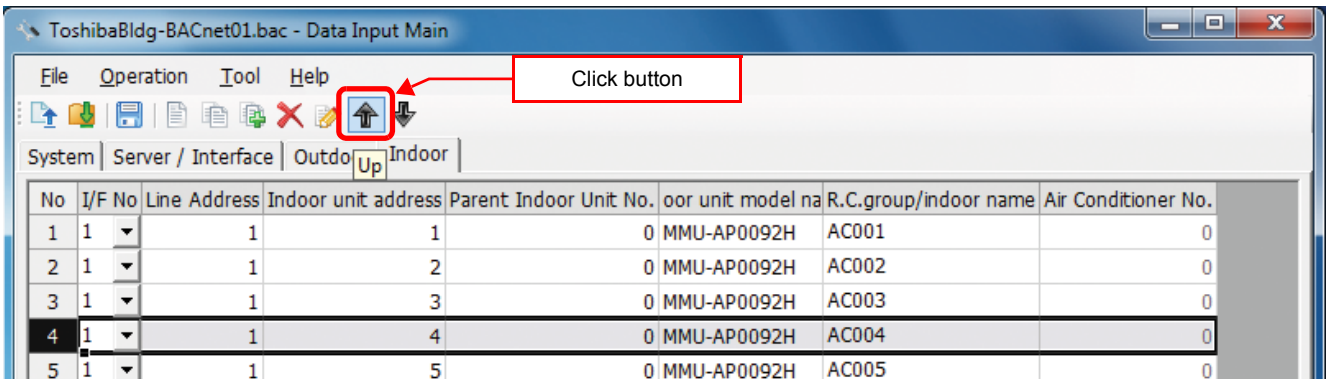 ToshibaBldg-BACnet01.bac - Data Input Main
File Operation Tool Help
Click button
System Server / Interface Outdo Indoor
Up
No I/F No Line Address Indoor unit address Parent Indoor Unit No. oor unit model na R.C.group/indoor name Air Conditioner No.
1 1 1 1 0 MMU-AP0092H AC001 0
2 1 1 2 0 MMU-AP0092H AC002 0
3 1 1 3 0 MMU-AP0092H AC003 0
4 1 1 4 0 MMU-AP0092H AC004 0
5 1 1 5 0 MMU-AP0092H AC005 0